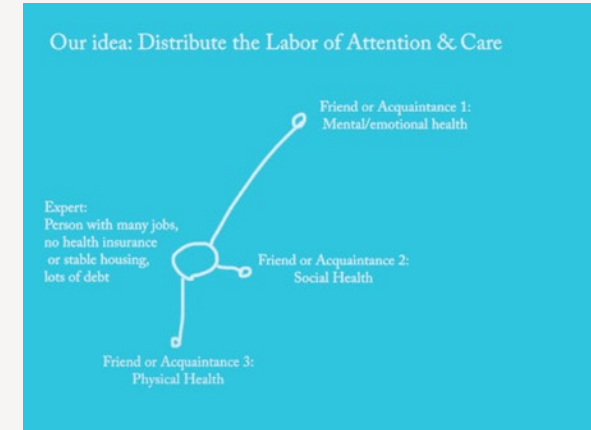 Our idea: Distribute the Labor of Attention & Care
Friend or Acquaintance 1:
Mental/emotional health
Expert:
Person with many jobs,
no health insurance
or stable housing,
lots of debt
Friend or Acquaintance 2:
Social Health
Friend or Acquaintance 3:
Physical Health